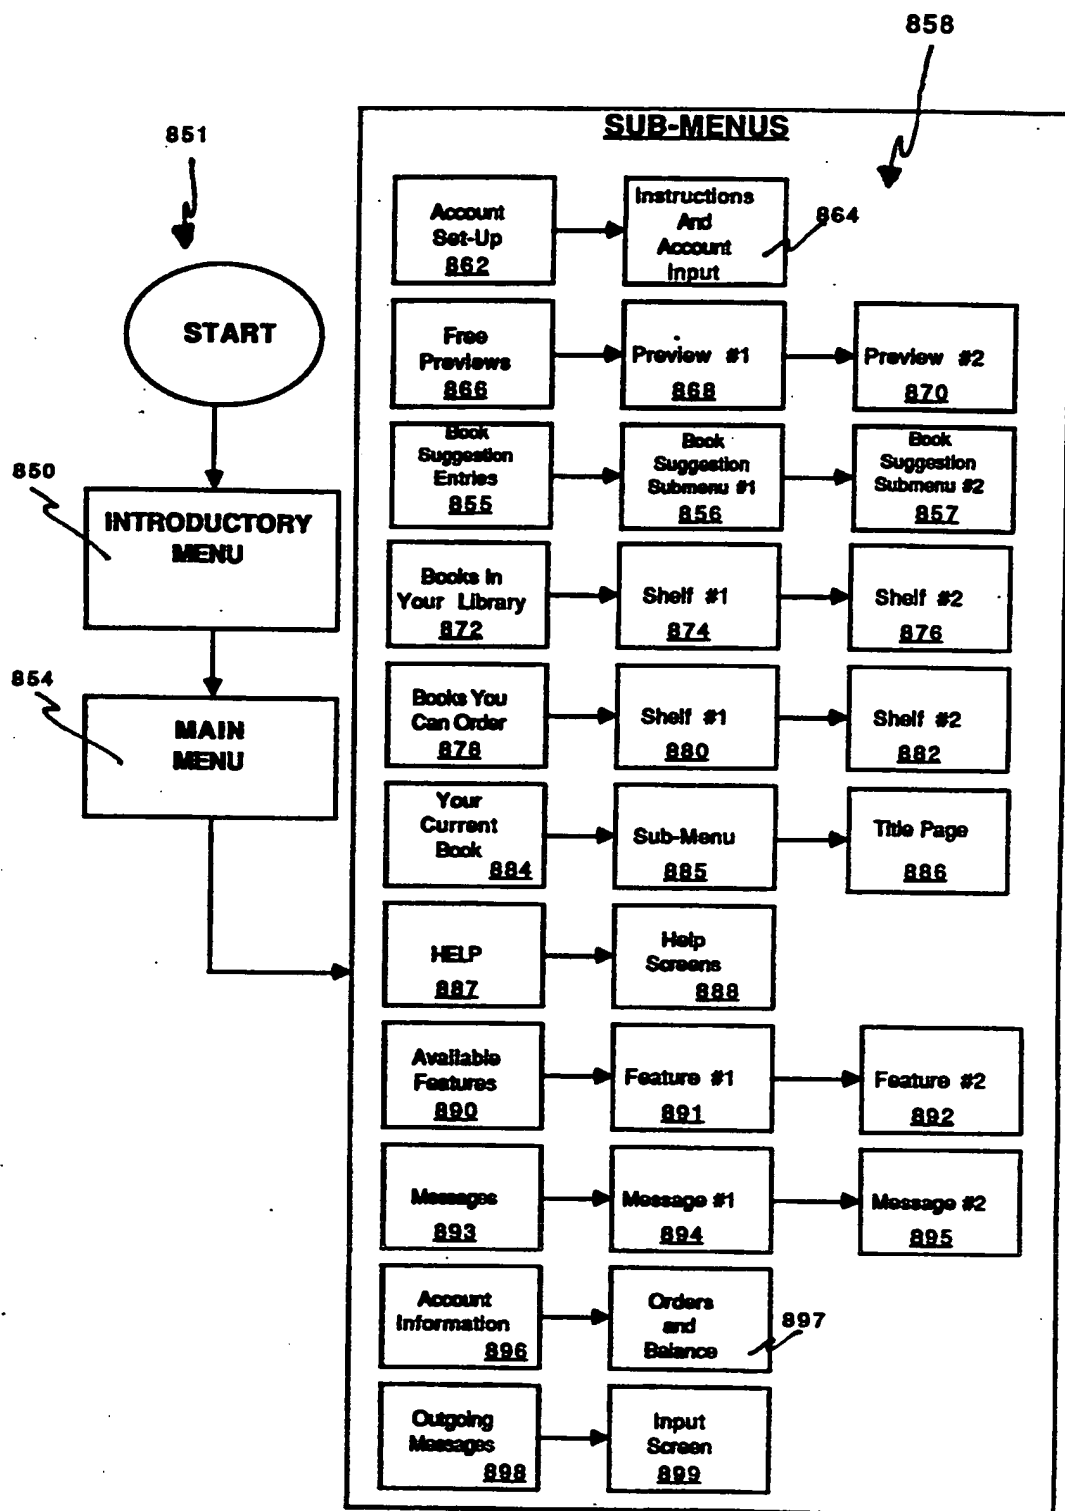 858
851
SUB-MENUS
START
850
INTRODUCTORY
MENU
854
MAIN
MENU
Account
Set-Up
862
Instructions
And
Account
Input
864
Free
Previews
866
Preview #1
868
Preview #2
870
Book
Suggestion
Entries
855
Book
Suggestion
Submenu #1
856
Book
Suggestion
Submenu #2
857
Books In
Your Library
872
Shelf #1
874
Shelf #2
876
Books You
Can Order
878
Shelf #1
880
Shelf #2
882
Your
Current
Book
884
Sub-Menu
885
Title Page
886
HELP
887
Help
Screens
888
Available
Features
890
Feature #1
891
Feature #2
892
Messages
893
Message #1
894
Message #2
895
Account
Information
896
Orders
and
Balance
897
Outgoing
Messages
898
Input
Screen
899